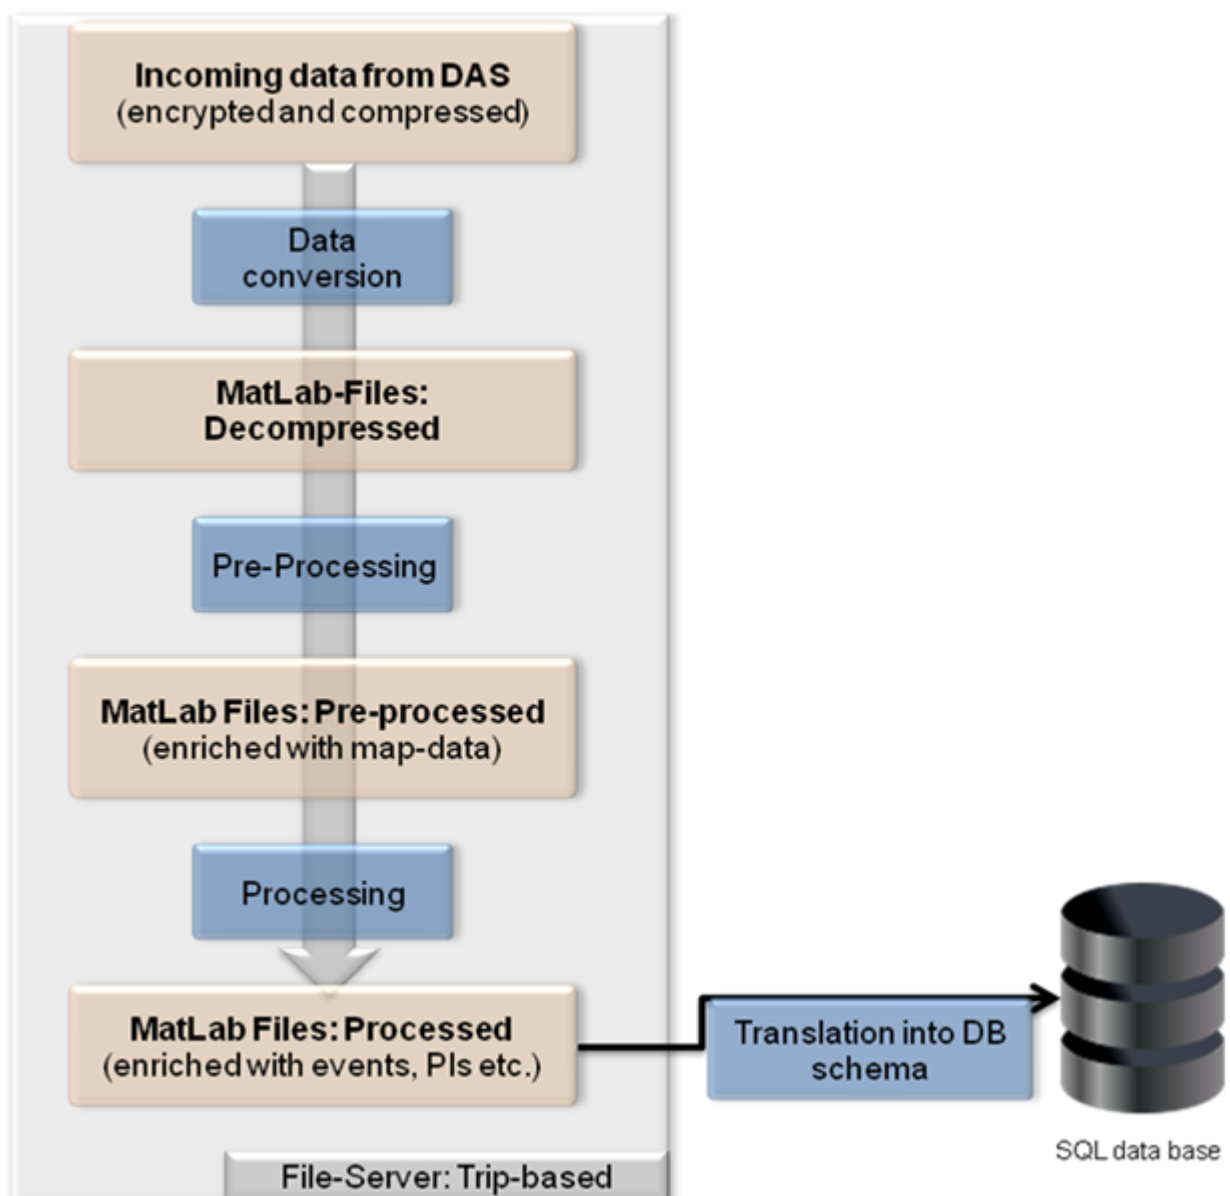 Incoming data from DAS
(encrypted and compressed)
Data
conversion
MatLab-Files:
Decompressed
Pre-Processing
MatLab Files: Pre-processed
(enriched with map-data)
Processing
MatLab Files: Processed
(enriched with events, PIs etc.)
Translation into DB
schema
SQL data base
File-Server: Trip-based